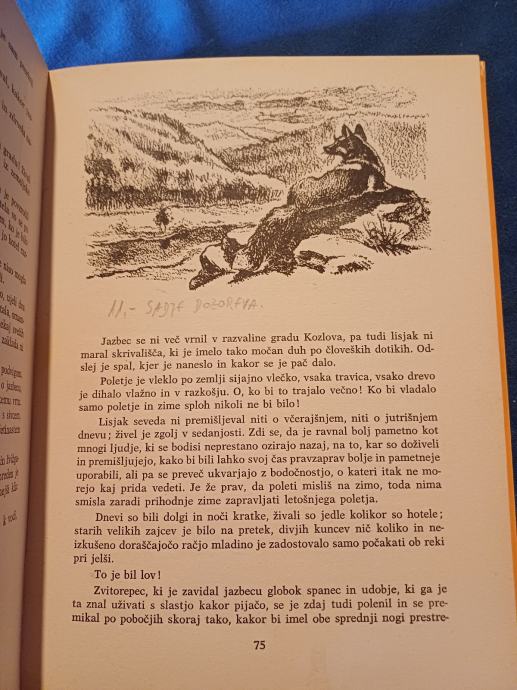 11.- SADJE DOZOREVA.
Jazbec se ni več vrnil v razvaline gradu Kozlova, pa tudi lisjak ni
maral skrivališča, ki je imelo tako močan duh po človeških dotikih. Od-
slej je spal, kjer je naneslo in kakor se je pač dalo.
Poletje je vleklo po zemlji sijajno vlečko, vsaka travica, vsako drevo
je dihalo vlažno in v razkošju. O, ko bi to trajalo večno! Ko bi vladalo
samo poletje in zime sploh nikoli ne bi bilo!
Lisjak seveda ni premišljeval niti o včerajšnjem, niti o jutrišnjem
dnevu; živel je zgolj v sedanjosti. Zdi se, da je ravnal bolj pametno kot
mnogi ljudje, ki se bodisi neprestano ozirajo nazaj, na to, kar so doživeli
in premišljujejo, kako bi bili lahko svoj čas pravzaprav bolje in pametneje
uporabili, ali pa se preveč ukvarjajo z bodočnostjo, o kateri itak ne mo-
rejo kaj prida vedeti. Je že prav, da poleti misliš na zimo, toda nima
smisla zaradi prihodnje zime zapravljati letošnjega poletja.
Dnevi so bili dolgi in noči kratke, živali so jedle kolikor so hotele;
starih velikih zajcev je bilo na pretek, divjih kuncev nič koliko in ne-
izkušeno doraščajočo račjo mladino je zadostovalo samo počakati ob reki
pri jelši.
To je bil lov!
Zvitorepec, ki je zavidal jazbecu globok spanec in udobje, ki ga je
ta znal uživati s slastjo kakor pijačo, se je zdaj tudi polenil in se pre-
mikal po pobočjih skoraj tako, kakor bi imel obe sprednji nogi prestre-
75